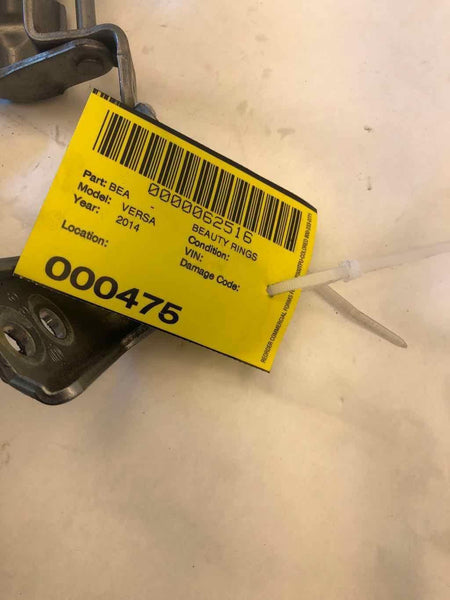 0000062516
Part: BEA - BEAUTY RINGS
Model: VERSA Condition:
Year: 2014 VIN:
Damage Code:
Location:
000475